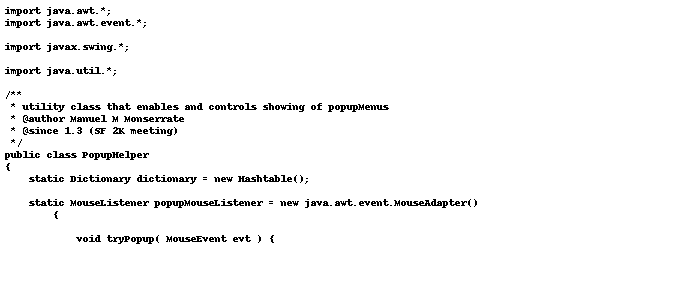 import java.awt.*;
import java.awt.event.*;
import javax.swing.*;
import java.util.*;
/**
* utility class that enables and controls showing of popupMenus
* @author Manuel M Monserrate
* @since 1.3 (SF 2K meeting)
*/
public class PopupHelper
{
static Dictionary dictionary = new Hashtable();
static MouseListener popupMouseListener = new java.awt.event.MouseAdapter()
{
void tryPopup( MouseEvent evt ) {